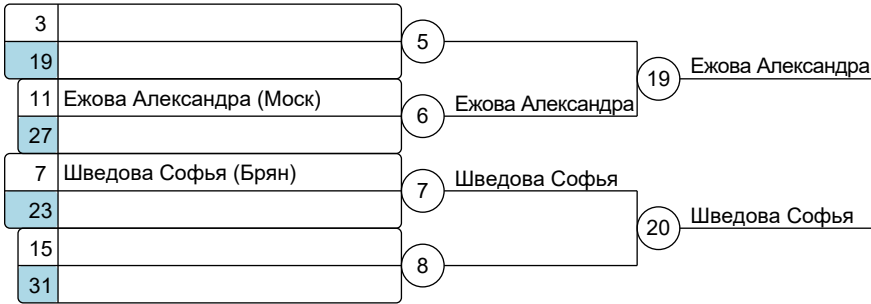 3
5
19
19 Ежова Александра
11 Ежова Александра (Моск)
6 Ежова Александра
27
7 Шведова Софья (Брян)
7 Шведова Софья
23
20 Шведова Софья
15
8
31